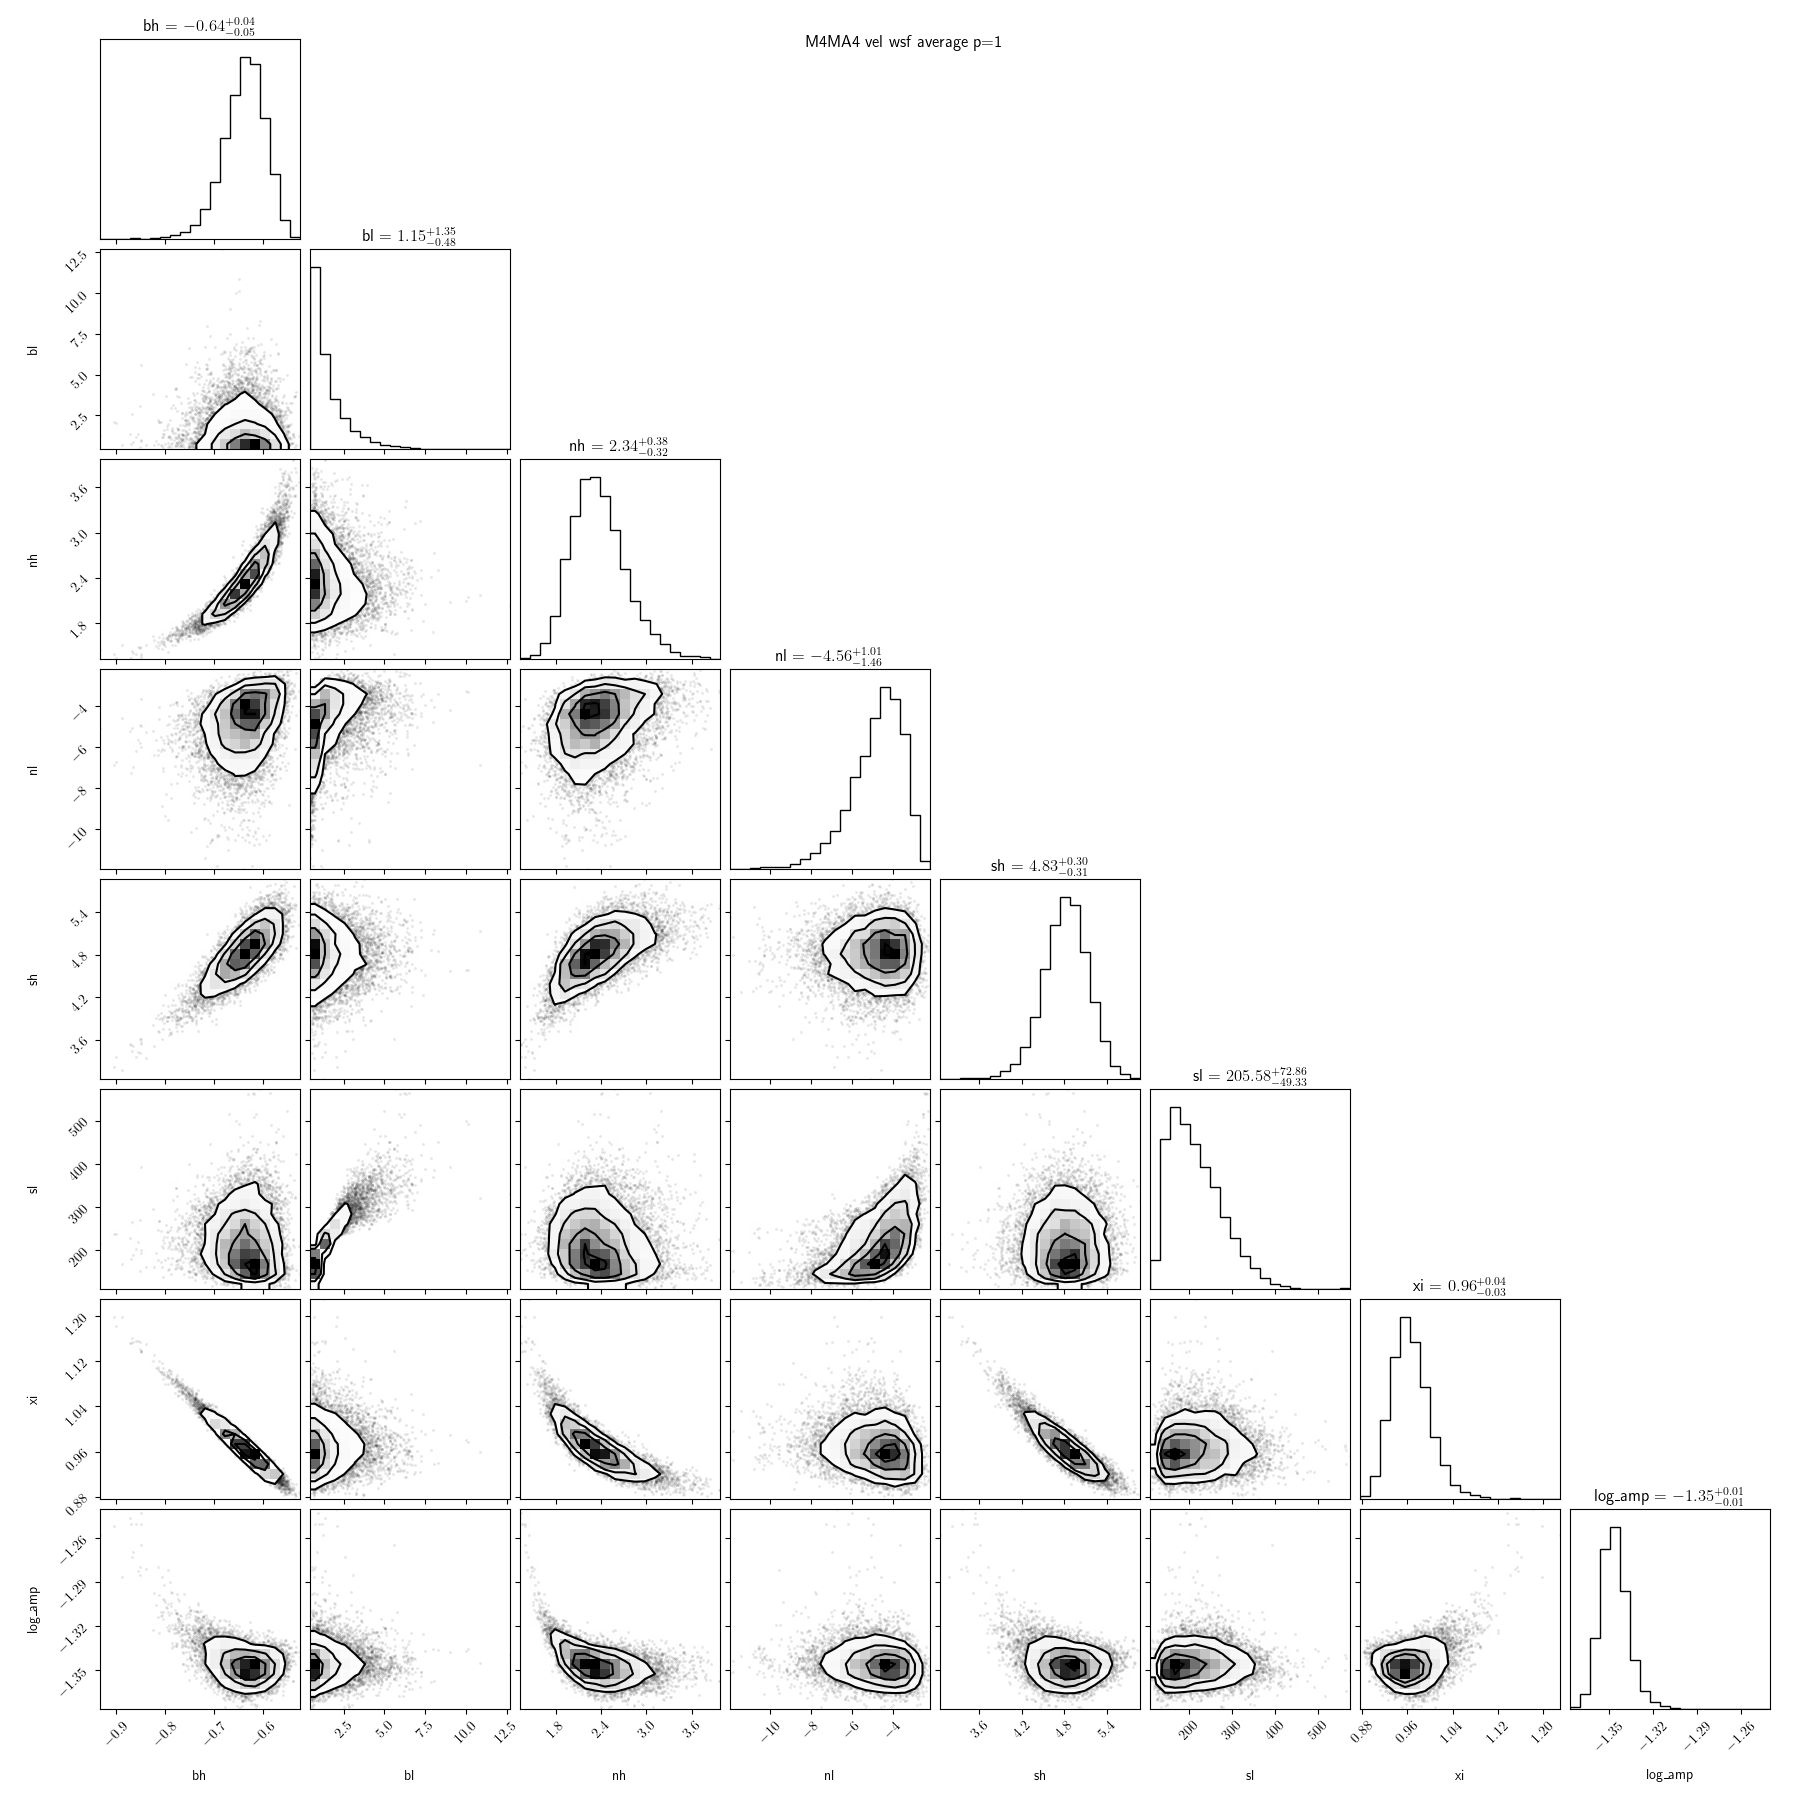 M4MA4 vel wsf average p=1
bh = −0.64+0.04−0.05
bl = 1.15+1.35−0.48
12.5
10.0
7.5
5.0
2.5
bl
nh = 2.34+0.38−0.32
3.6
3.0
2.4
1.8
nh
nl = −4.56+1.01−1.46
−4
−6
−8
−10
nl
sh = 4.83+0.30−0.31
5.4
4.8
4.2
3.6
sh
sl = 205.58+72.86−49.33
500
400
300
200
sl
xi = 0.96+0.04−0.03
1.20
1.12
1.04
0.96
0.88
xi
log_amp = −1.35+0.01−0.01
−1.26
−1.29
−1.32
−1.35
log_amp
−0.9 −0.8 −0.7 −0.6 2.5 5.0 7.5 10.0 12.5 1.8 2.4 3.0 3.6 −10 −8 −6 −4 3.6 4.2 4.8 5.4 200 300 400 500 0.88 0.96 1.04 1.12 1.20 −1.35 −1.32 −1.29 −1.26
bh bl nh nl sh sl xi log_amp